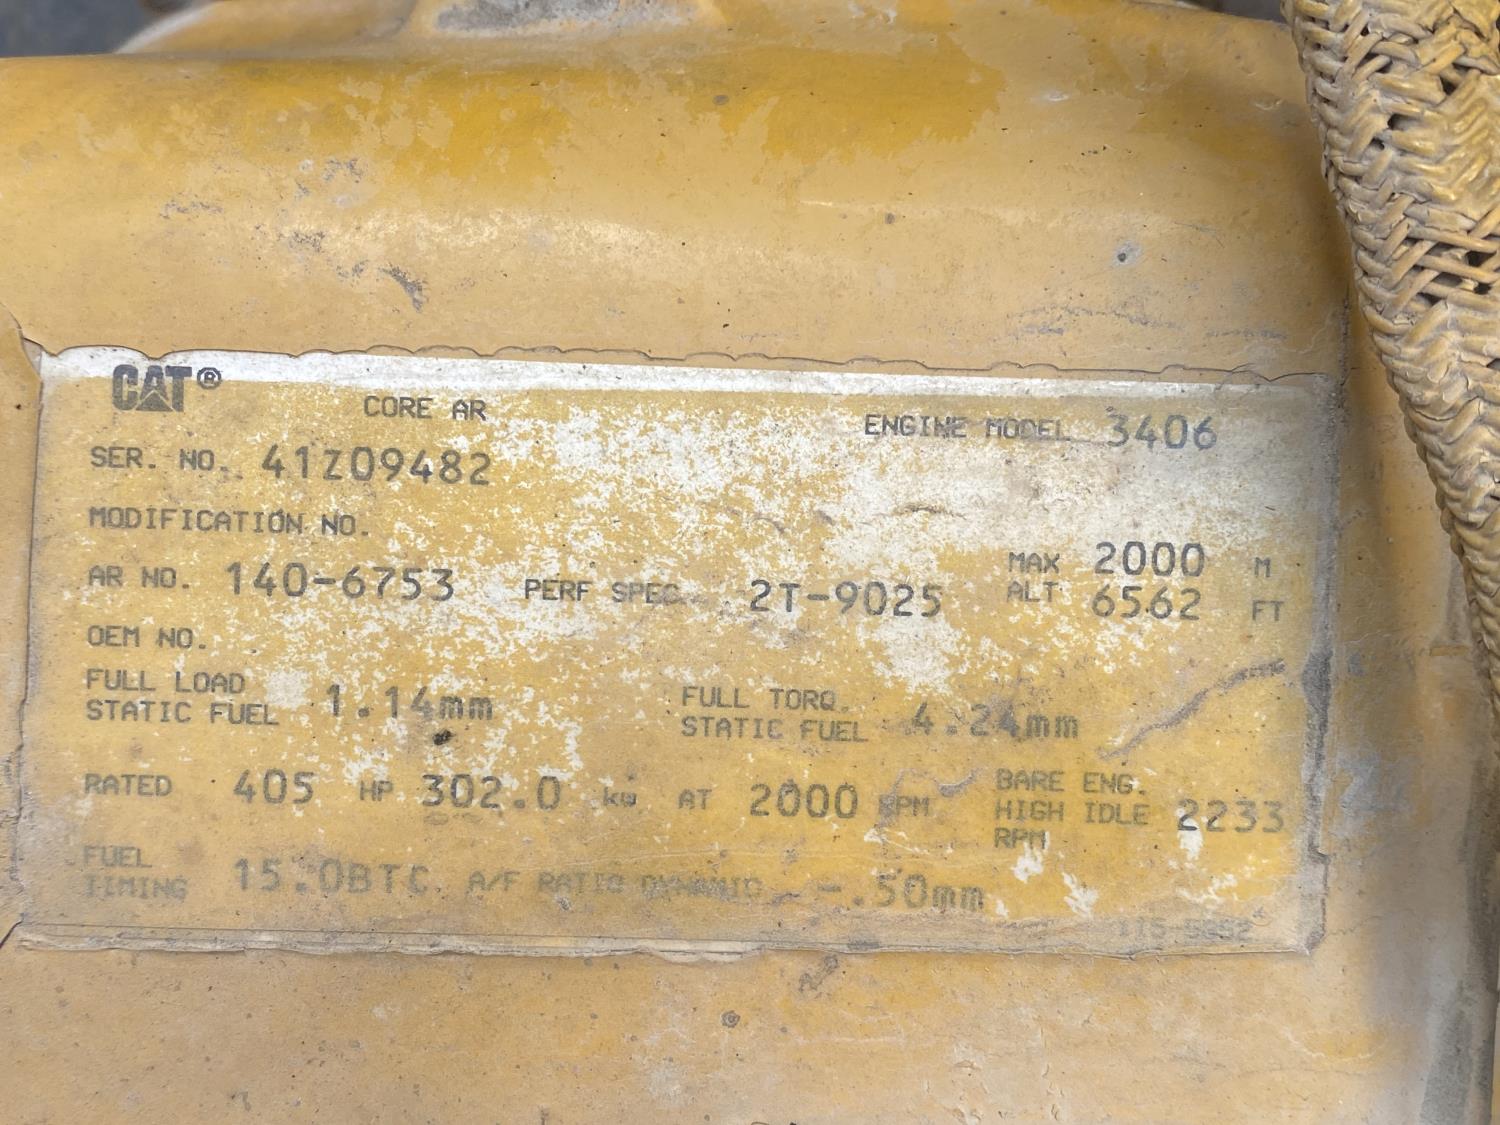 CAT®
CORE AR
ENGINE MODEL 3406
SER. NO. 41Z09482
MODIFICATION NO.
AR NO. 140-6753 PERF SPEC 2T-9025 MAX ALT 2000 M 6562 FT
OEM NO.
FULL LOAD STATIC FUEL 1.14mm FULL TORQ. STATIC FUEL 4.24mm
RATED 405 HP 302.0 kw AT 2000 RPM BARE ENG. HIGH IDLE RPM 2233
FUEL TIMING 15.0BTC A/F RATIO DYNAMIC -.50mm